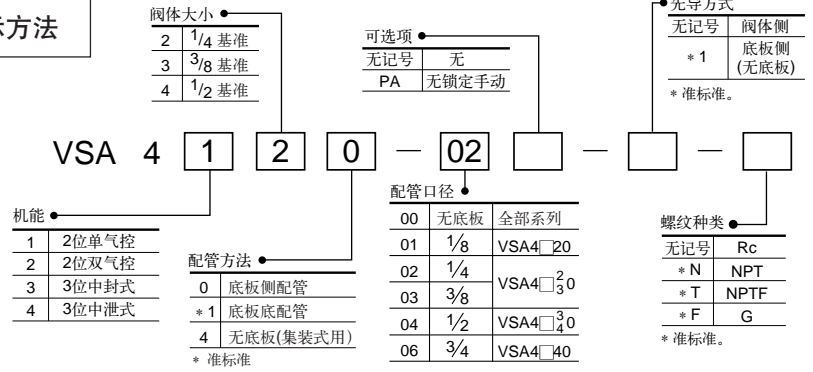 示方法
阀体大小
2 1/4 基准
3 3/8 基准
4 1/2 基准
可选项
无记号 无
PA 无锁定手动
先导方式
无记号 阀体侧
＊1 底板侧
(无底板)
＊ 准标准。
VSA 4 1 2 0 — 02 □ — □ — □
机能
1 2位单气控
2 2位双气控
3 3位中封式
4 3位中泄式
配管方法
0 底板侧配管
＊1 底板底配管
4 无底板(集装式用)
＊ 准标准
配管口径
00 无底板 全部系列
01 1/8 VSA4□20
02 1/4 VSA4□2/3 0
03 3/8
04 1/2 VSA4□3/4 0
06 3/4 VSA4□40
螺纹种类
无记号 Rc
＊N NPT
＊T NPTF
＊F G
＊ 准标准。